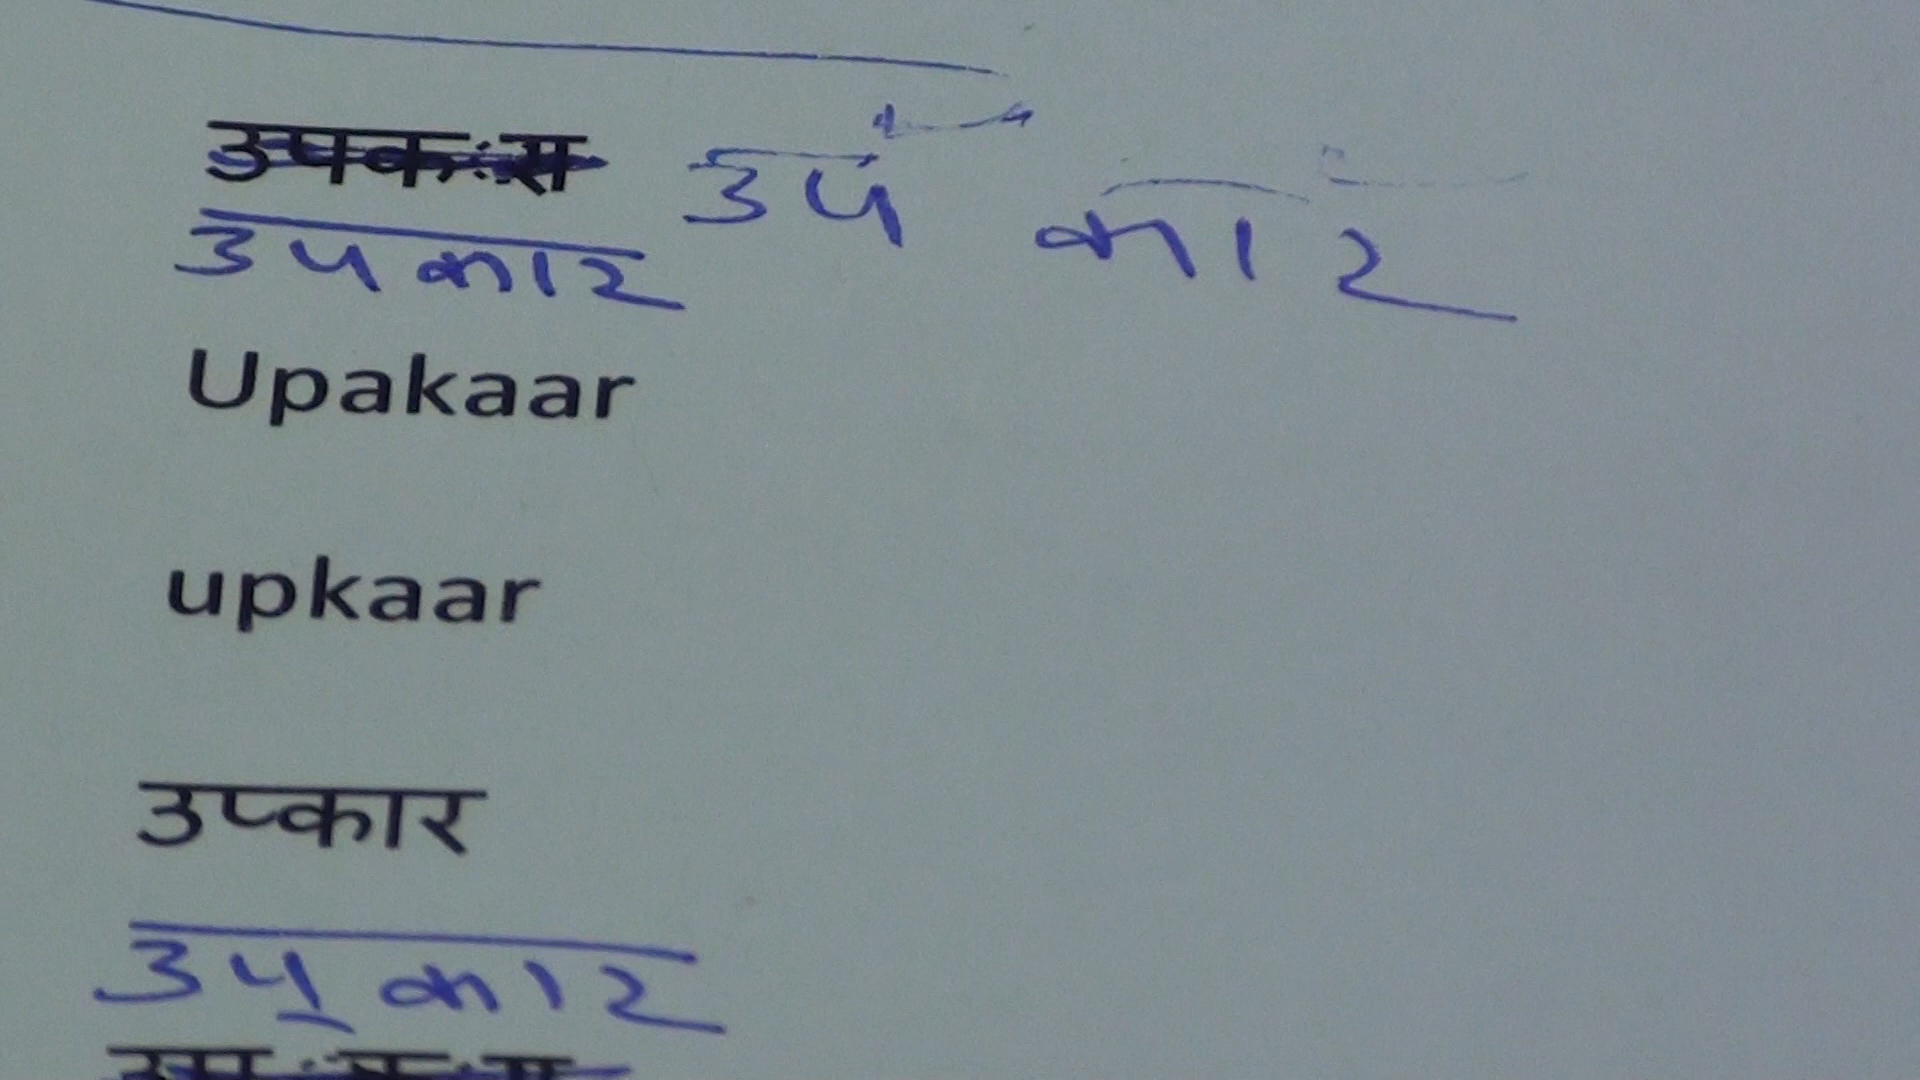 उपकःस उप कार
उपकार
Upakaar
upkaar
उप्कार
उप्कार